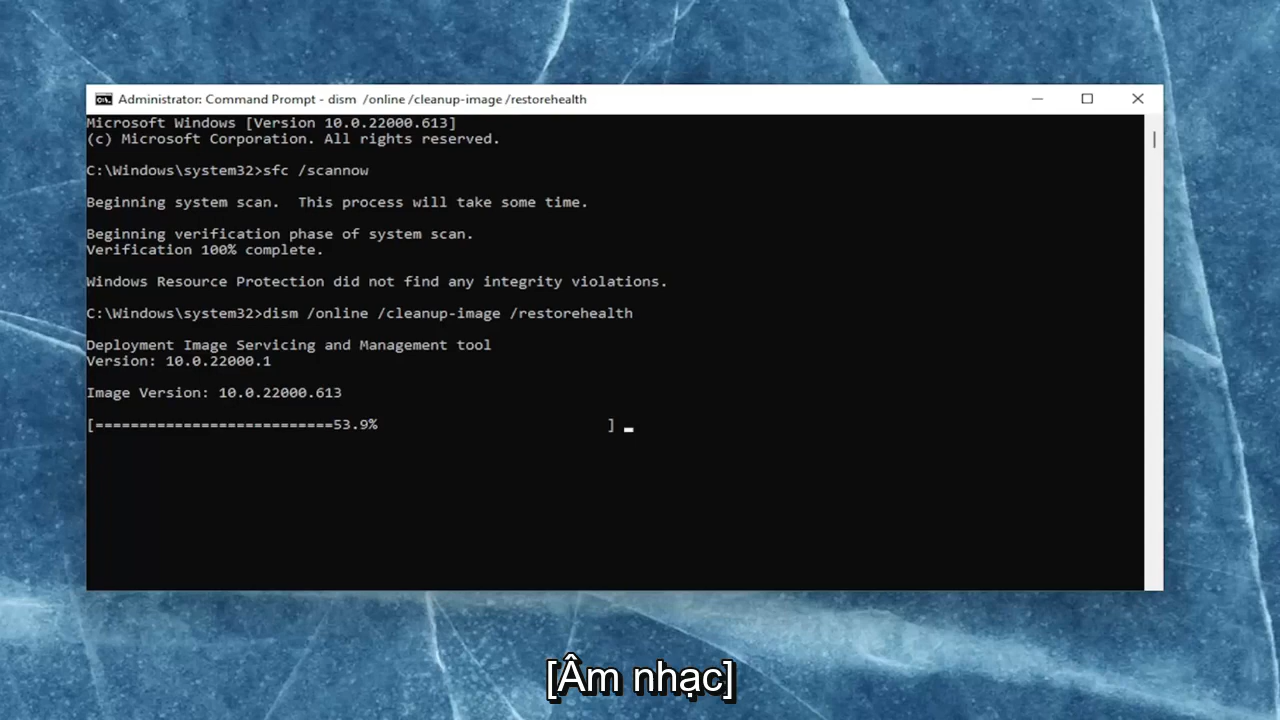 Administrator: Command Prompt - dism  /online /cleanup-image /restorehealth
Microsoft Windows [Version 10.0.22000.613]
(c) Microsoft Corporation. All rights reserved.
C:\Windows\system32>sfc /scannow
Beginning system scan.  This process will take some time.
Beginning verification phase of system scan.
Verification 100% complete.
Windows Resource Protection did not find any integrity violations.
C:\Windows\system32>dism /online /cleanup-image /restorehealth
Deployment Image Servicing and Management tool
Version: 10.0.22000.1
Image Version: 10.0.22000.613
[===========================53.9%                          ]
[Âm nhạc]